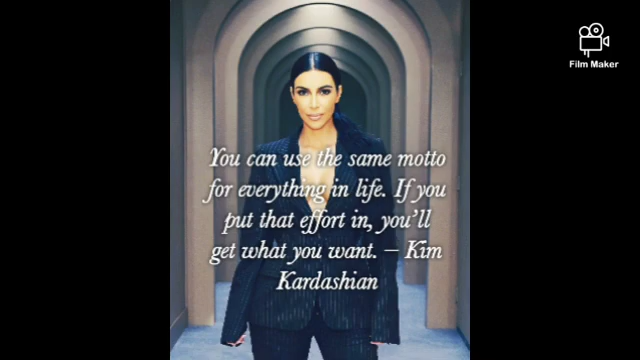 Film Maker
You can use the same motto
for everything in life. If you
put that effort in, you'll
get what you want. – Kim
Kardashian